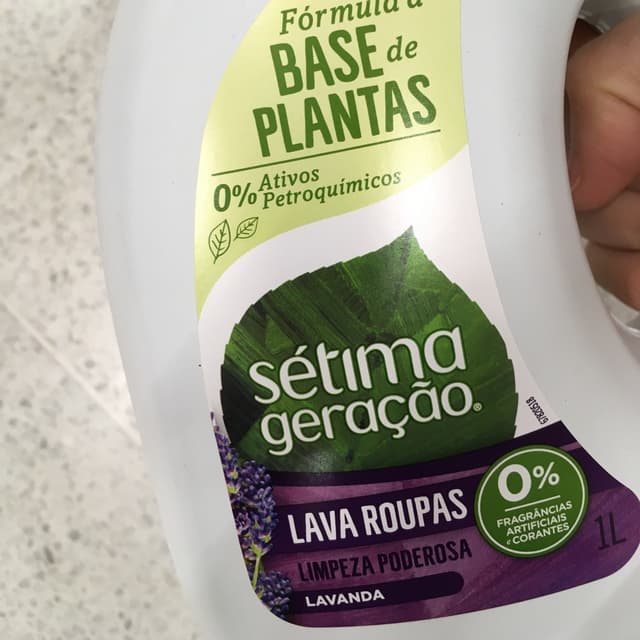 Fórmula a
BASE de
PLANTAS
0% Ativos
Petroquímicos
sétima
geração®
67820518
LAVA ROUPAS
LIMPEZA PODEROSA
LAVANDA
0%
FRAGRÂNCIAS
ARTIFICIAIS
e CORANTES
1L